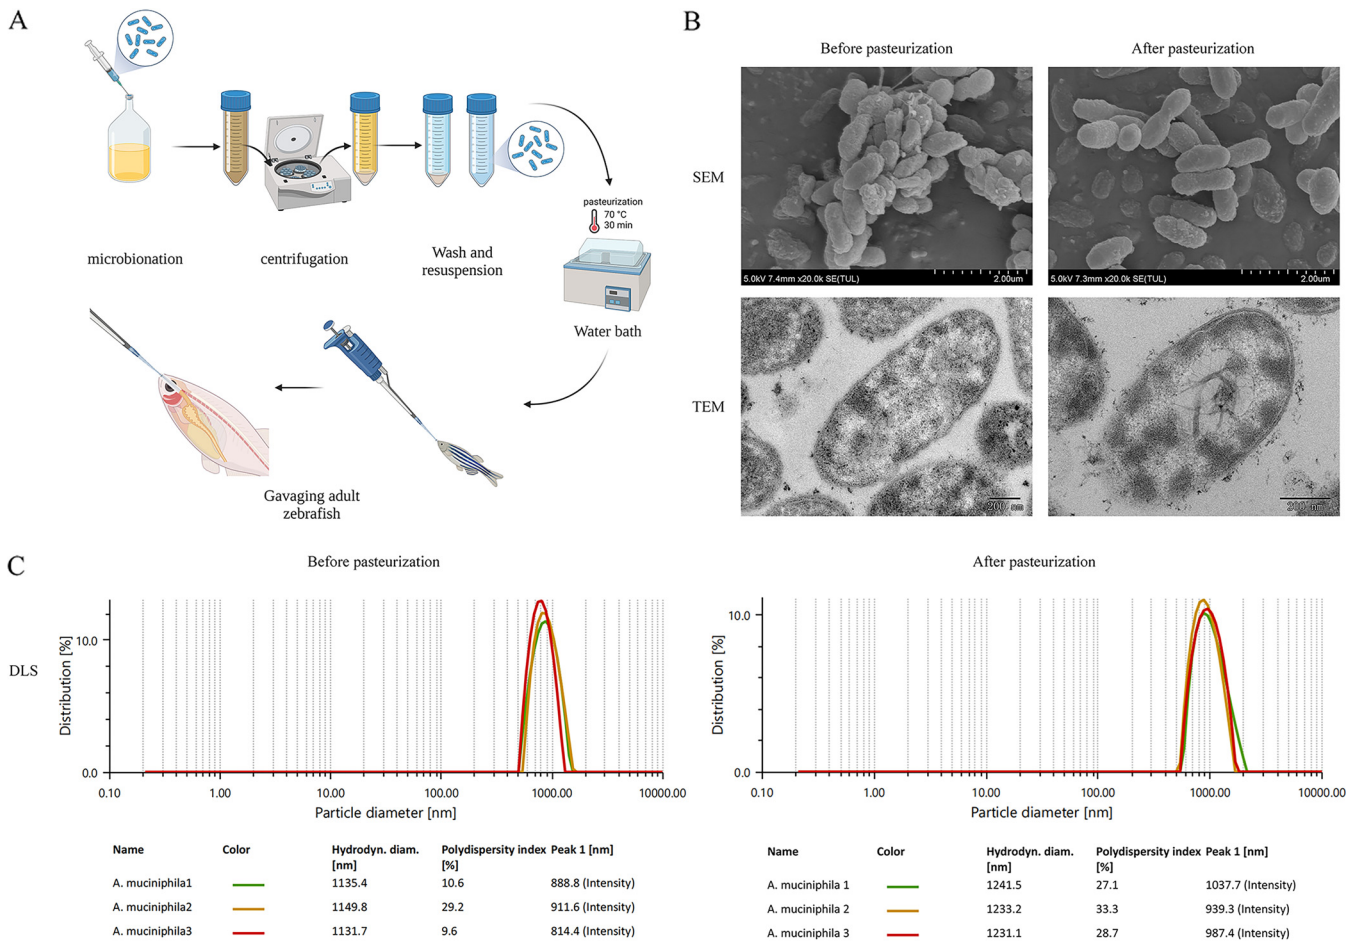 A
microbionation
centrifugation
Wash and
resuspension
pasteurization
70 °C
30 min
Water bath
Gavaging adult
zebrafish
B
Before pasteurization
After pasteurization
SEM
5.0kV 7.4mm x20.0k SE(TUL)
2.00um
5.0kV 7.3mm x20.0k SE(TUL)
2.00um
TEM
200 nm
200 nm
C
DLS
Before pasteurization
Distribution [%]
10.0
0.0
0.10
1.00
10.00
100.00
1000.00
10000.00
Particle diameter [nm]
Name Color Hydrodyn. diam. Polydispersity index Peak 1 [nm]
[nm] [%]
A. muciniphila1 1135.4 10.6 888.8 (Intensity)
A. muciniphila2 1149.8 29.2 911.6 (Intensity)
A. muciniphila3 1131.7 9.6 814.4 (Intensity)
After pasteurization
Distribution [%]
10.0
0.0
0.10
1.00
10.00
100.00
1000.00
10000.00
Particle diameter [nm]
Name Color Hydrodyn. diam. Polydispersity index Peak 1 [nm]
[nm] [%]
A. muciniphila 1 1241.5 27.1 1037.7 (Intensity)
A. muciniphila 2 1233.2 33.3 939.3 (Intensity)
A. muciniphila 3 1231.1 28.7 987.4 (Intensity)